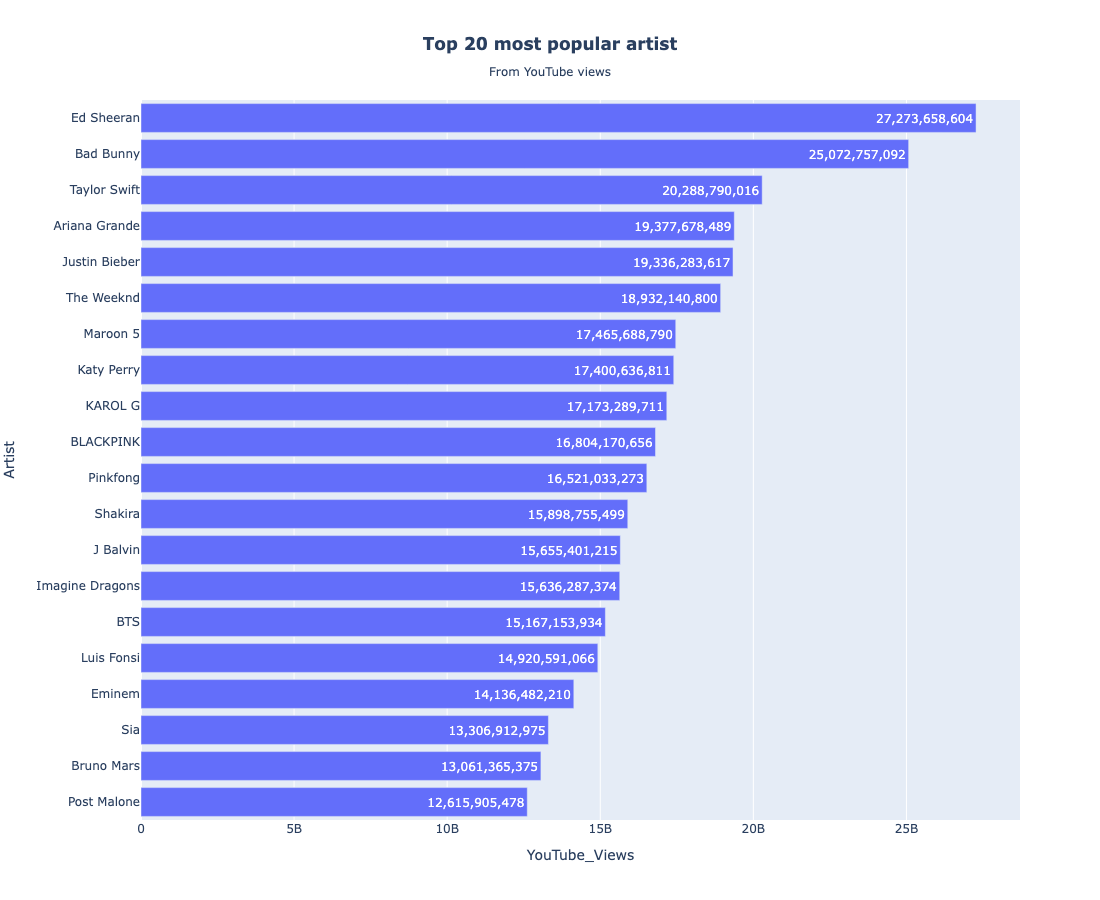 Top 20 most popular artist
From YouTube views
Artist
Ed Sheeran 27,273,658,604
Bad Bunny 25,072,757,092
Taylor Swift 20,288,790,016
Ariana Grande 19,377,678,489
Justin Bieber 19,336,283,617
The Weeknd 18,932,140,800
Maroon 5 17,465,688,790
Katy Perry 17,400,636,811
KAROL G 17,173,289,711
BLACKPINK 16,804,170,656
Pinkfong 16,521,033,273
Shakira 15,898,755,499
J Balvin 15,655,401,215
Imagine Dragons 15,636,287,374
BTS 15,167,153,934
Luis Fonsi 14,920,591,066
Eminem 14,136,482,210
Sia 13,306,912,975
Bruno Mars 13,061,365,375
Post Malone 12,615,905,478
0 5B 10B 15B 20B 25B
YouTube_Views